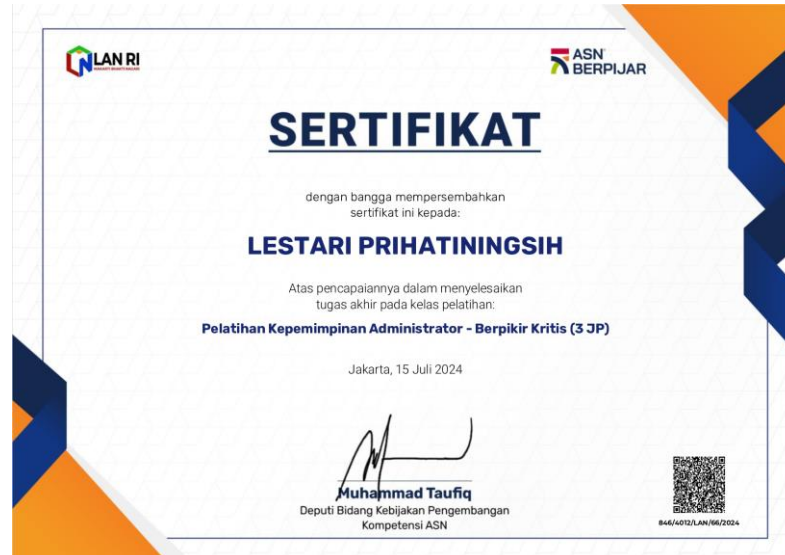 LAN RI
ASN
BERPIJAR
SERTIFIKAT
dengan bangga mempersembahkan
sertifikat ini kepada:
LESTARI PRIHATININGSIH
Atas pencapaiannya dalam menyelesaikan
tugas akhir pada kelas pelatihan:
Pelatihan Kepemimpinan Administrator - Berpikir Kritis (3 JP)
Jakarta, 15 Juli 2024
Muhammad Taufiq
Deputi Bidang Kebijakan Pengembangan
Kompetensi ASN
846/4012/LAN/66/2024